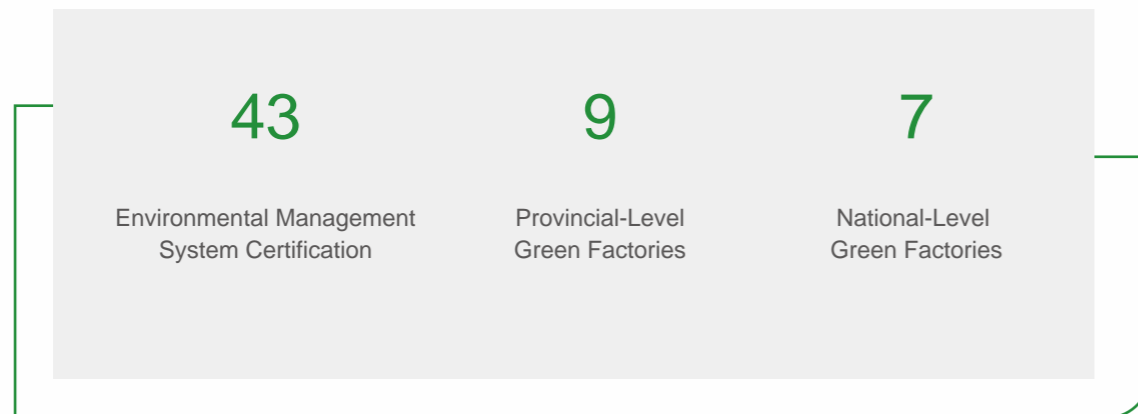 43
Environmental Management
System Certification
9
Provincial-Level
Green Factories
7
National-Level
Green Factories